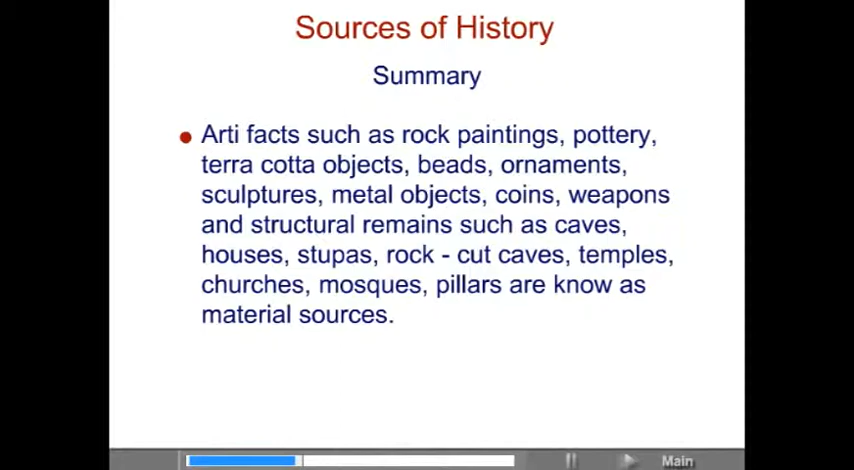 Sources of History
Summary
● Arti facts such as rock paintings, pottery,
terra cotta objects, beads, ornaments,
sculptures, metal objects, coins, weapons
and structural remains such as caves,
houses, stupas, rock - cut caves, temples,
churches, mosques, pillars are know as
material sources.
Main